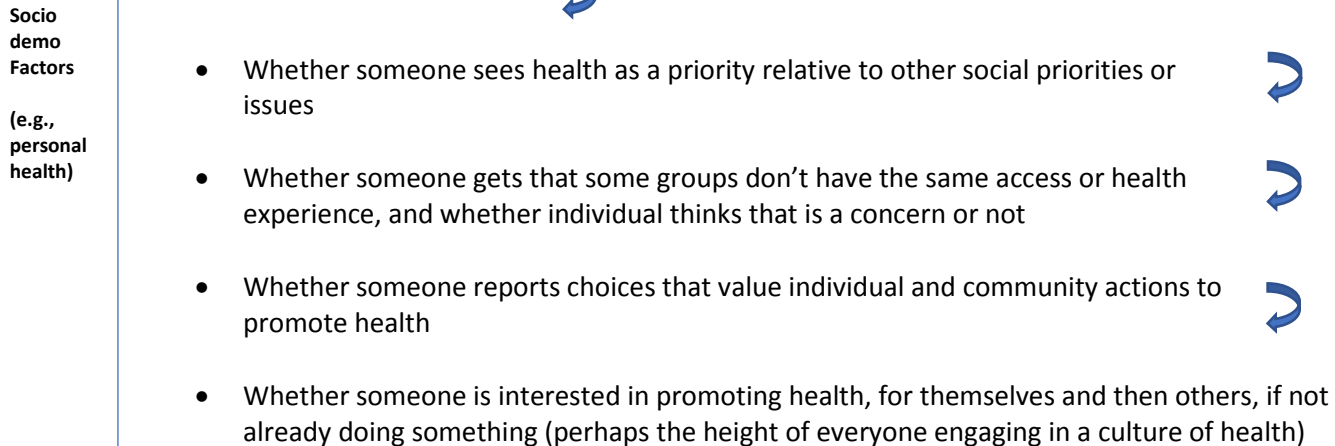 Socio
demo
Factors
(e.g.,
personal
health)
• Whether someone sees health as a priority relative to other social priorities or
issues
• Whether someone gets that some groups don’t have the same access or health
experience, and whether individual thinks that is a concern or not
• Whether someone reports choices that value individual and community actions to
promote health
• Whether someone is interested in promoting health, for themselves and then others, if not
already doing something (perhaps the height of everyone engaging in a culture of health)